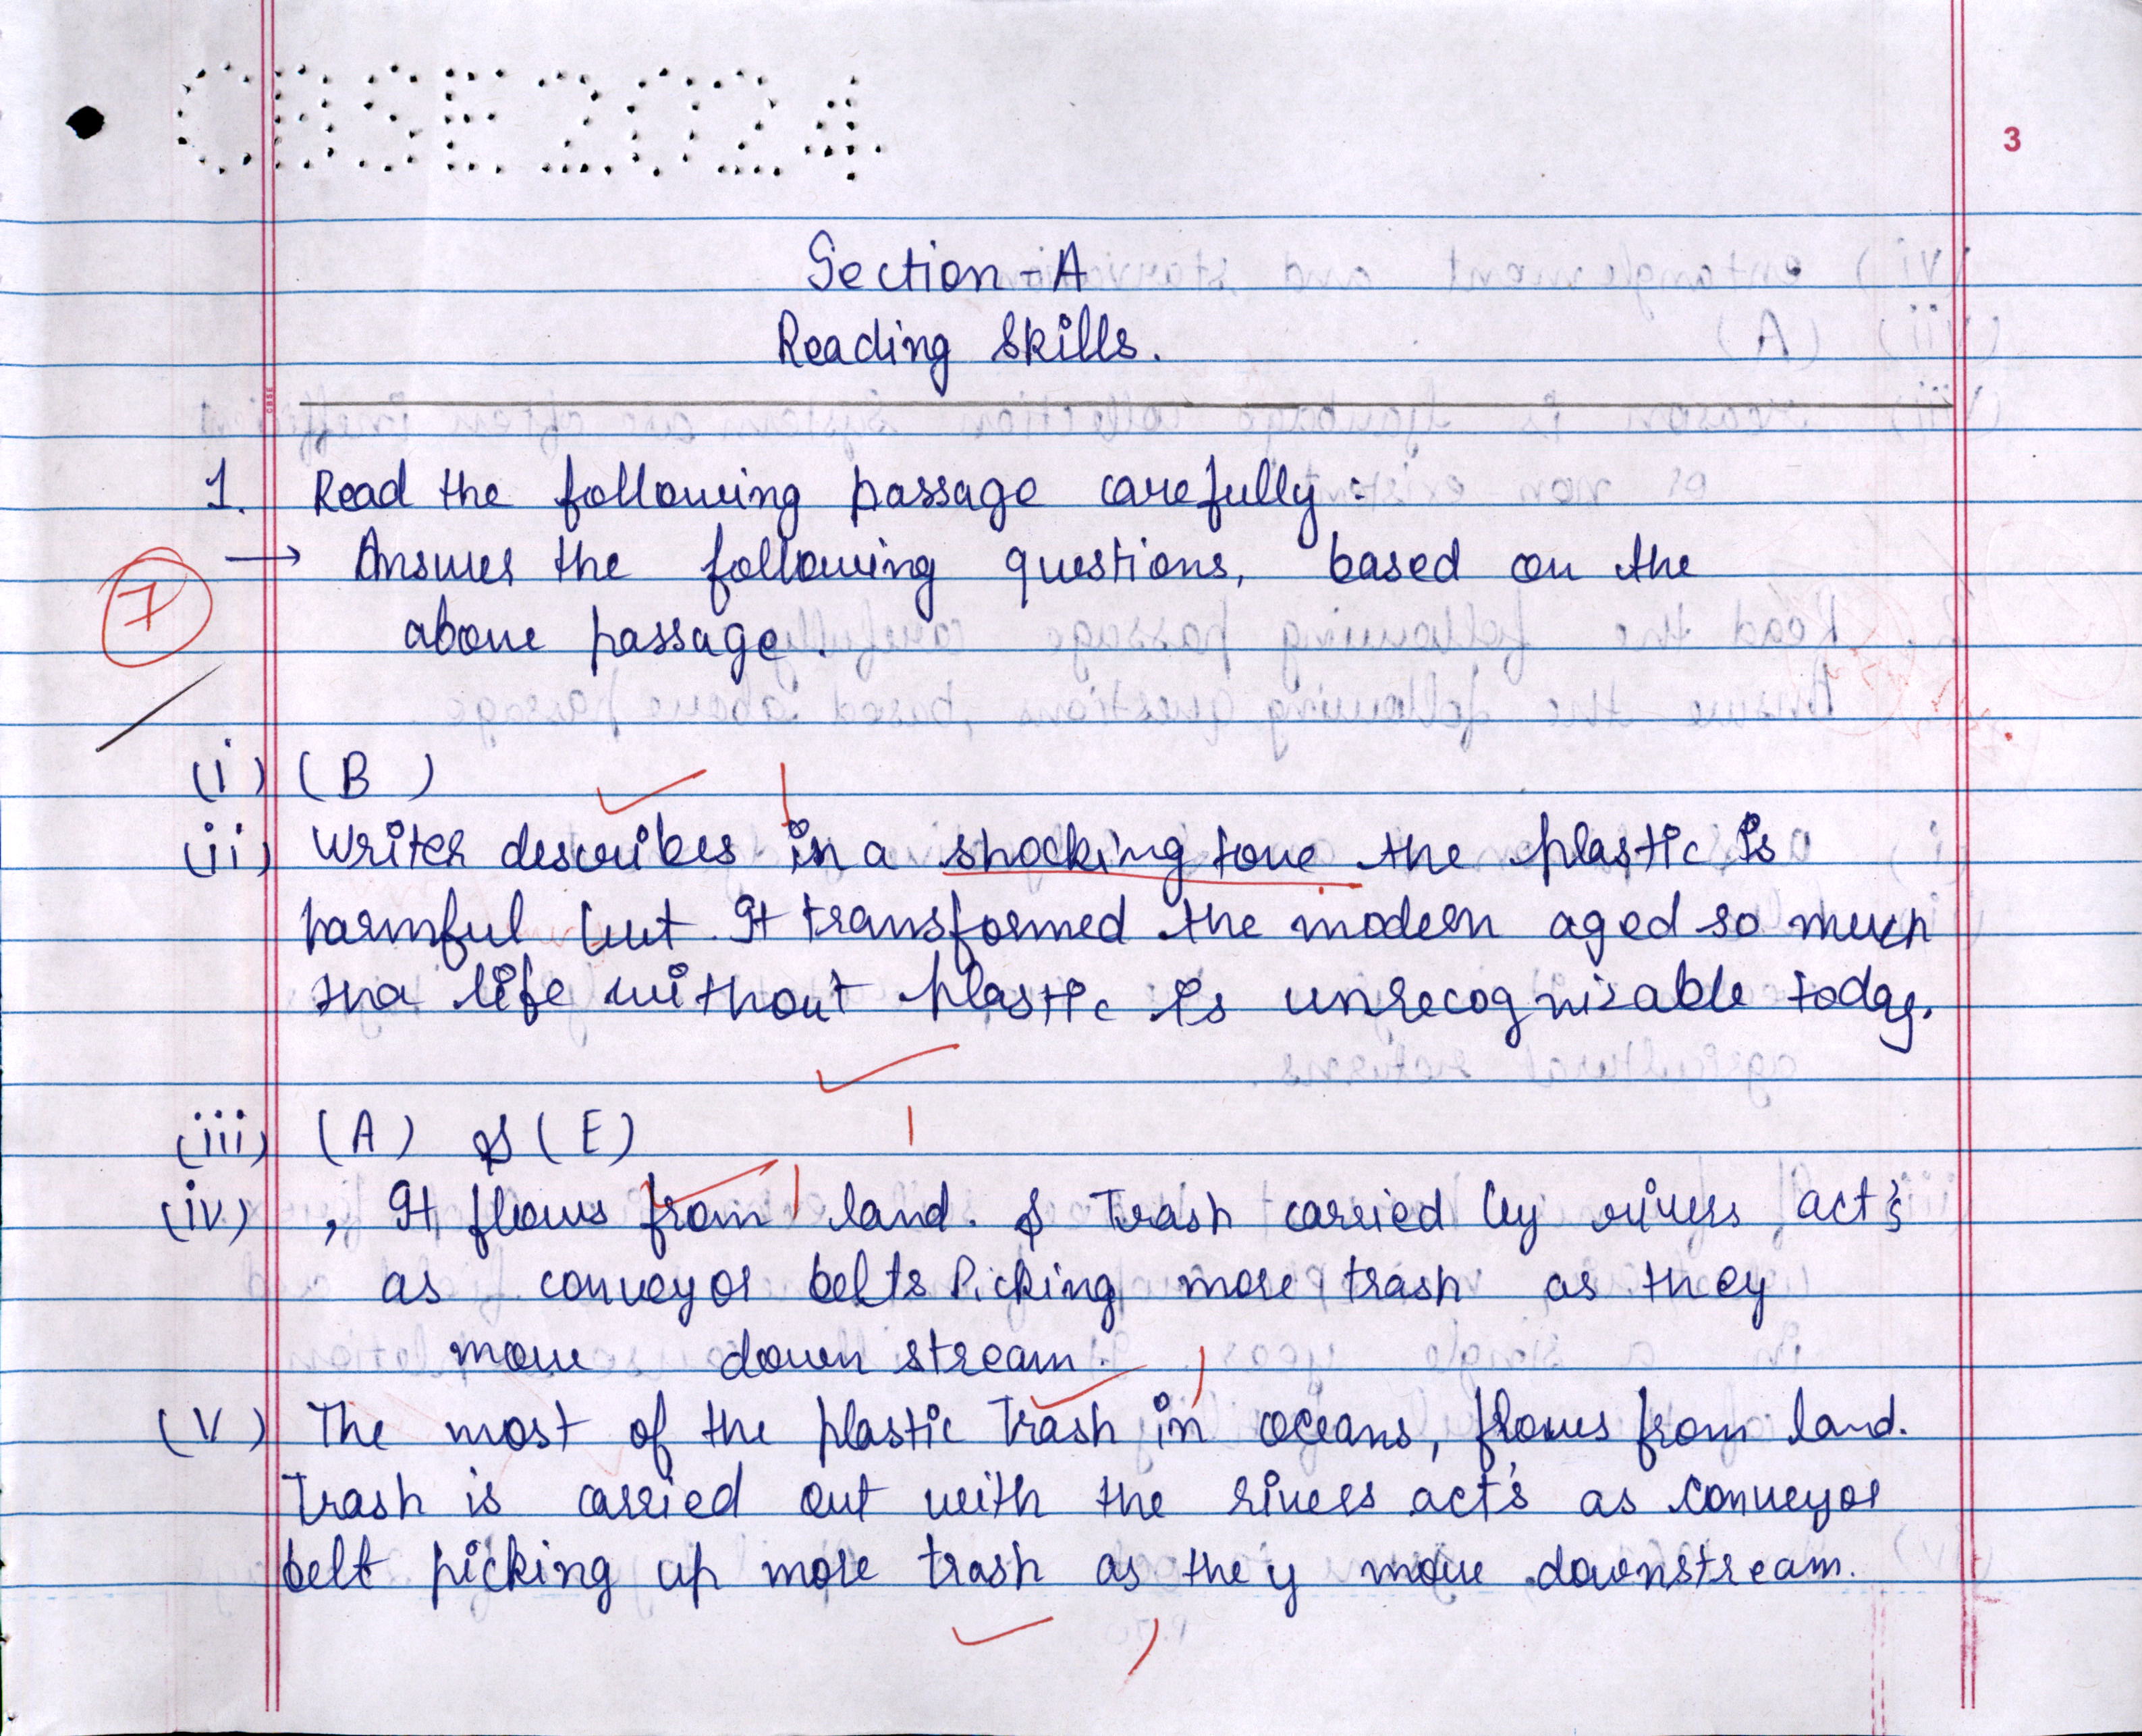 CBSE 2024
3
Section - A
Reading Skills.
1. Read the following passage carefully:
→ Answer the following questions, based on the
above passage.
7
(i) (B)
(ii) Writer describes in a shocking tone the plastic is
harmful but It transformed the modern aged so much
tha life without plastic is unrecognizable today.
(iii) (A) & (E)
(iv) , It flows from land. & Trash carried by rivers act's
as conveyor belts Picking more trash as they
move down stream.
(v) The most of the plastic Trash in oceans, flows from land.
Trash is carried out with the rivers act's as conveyor
belt picking up more trash as they move downstream.